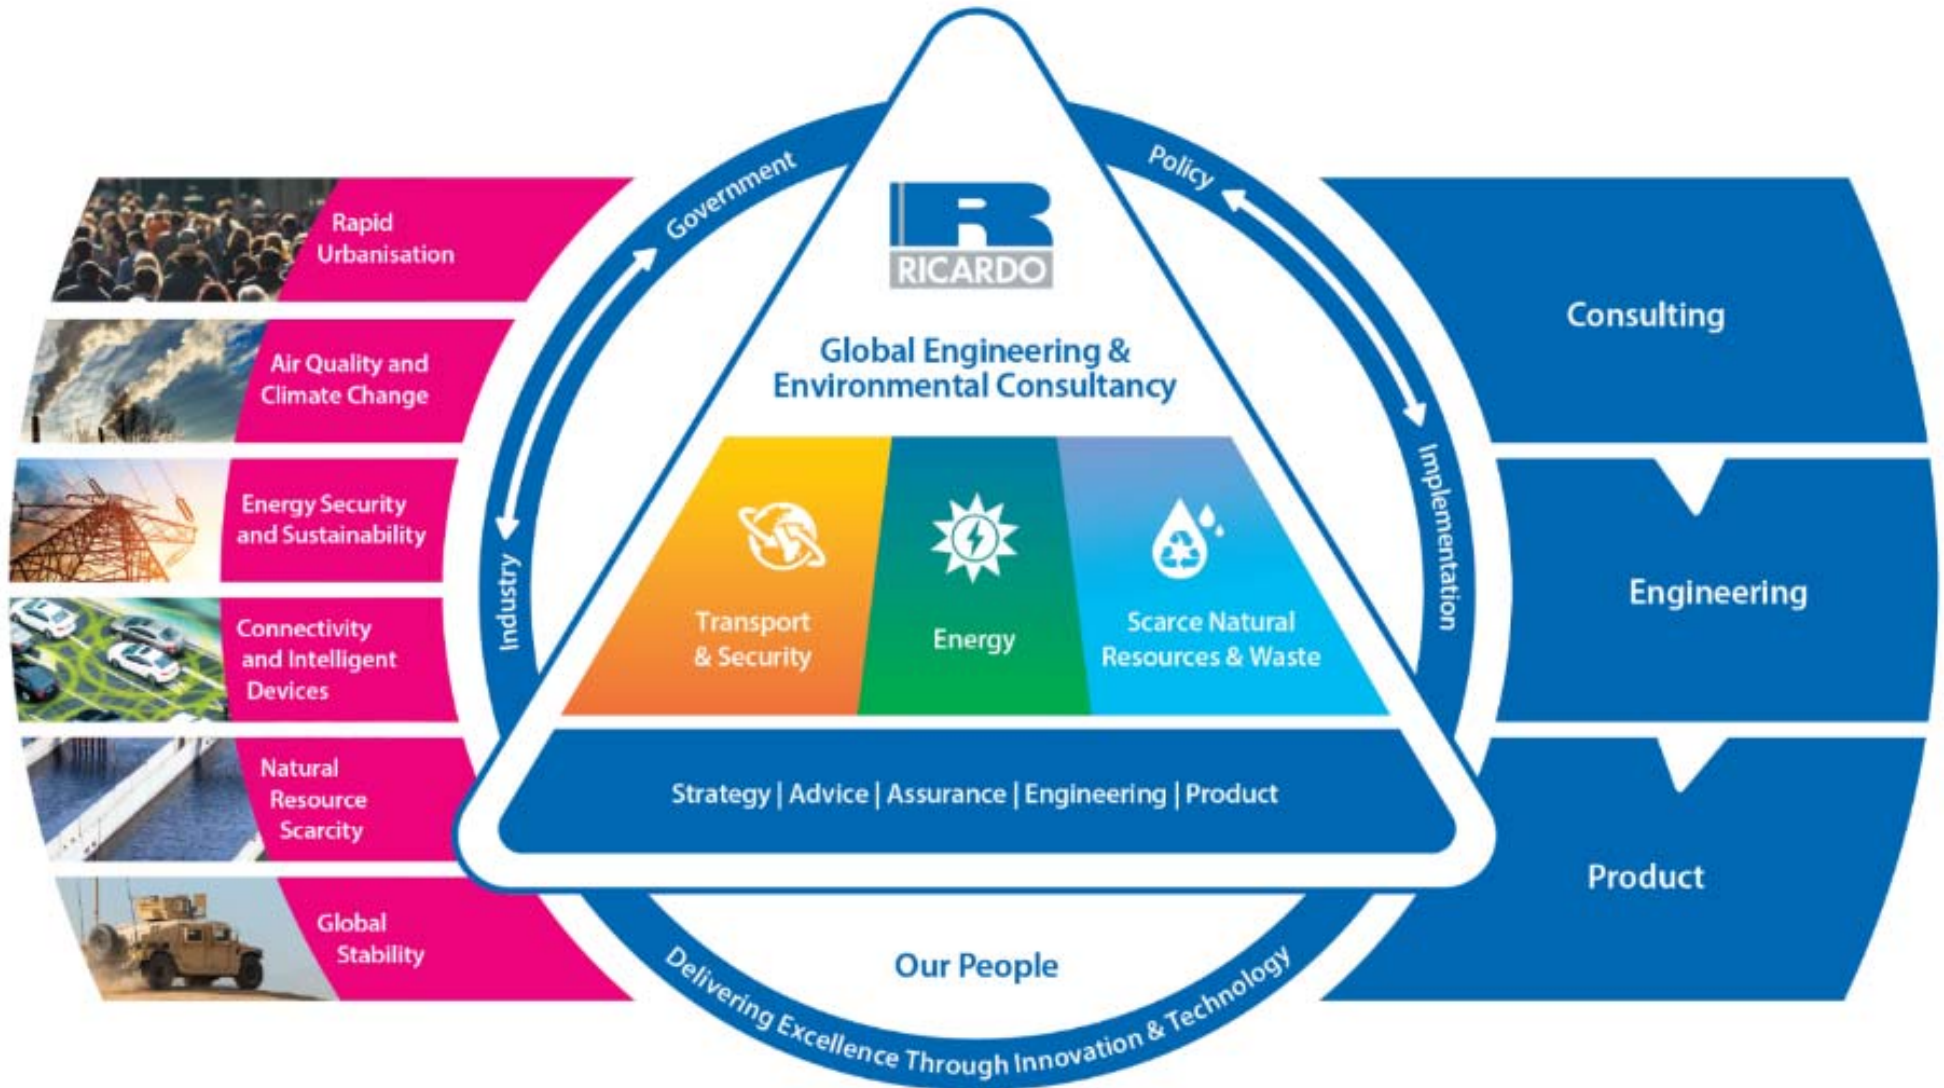 Rapid
Urbanisation
Air Quality and
Climate Change
Energy Security
and Sustainability
Connectivity
and Intelligent
Devices
Natural
Resource
Scarcity
Global
Stability
Industry
Government
Policy
Implementation
RICARDO
Global Engineering &
Environmental Consultancy
Transport
& Security
Energy
Scarce Natural
Resources & Waste
Strategy | Advice | Assurance | Engineering | Product
Our People
Delivering Excellence Through Innovation & Technology
Consulting
Engineering
Product